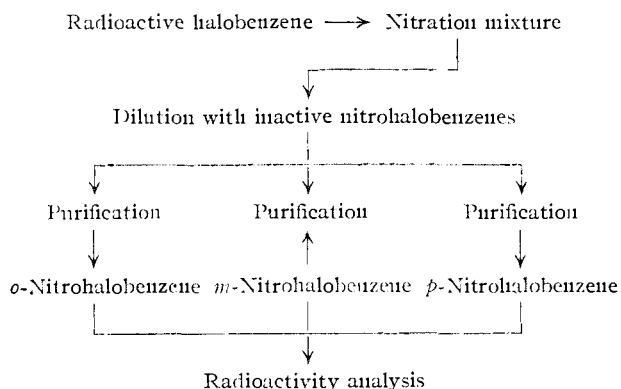 Radioactive halobenzene → Nitration mixture
Dilution with inactive nitrohalobenzenes
Purification Purification Purification
o-Nitrohalobenzene m-Nitrohalobenzene p-Nitrohalobenzene
Radioactivity analysis